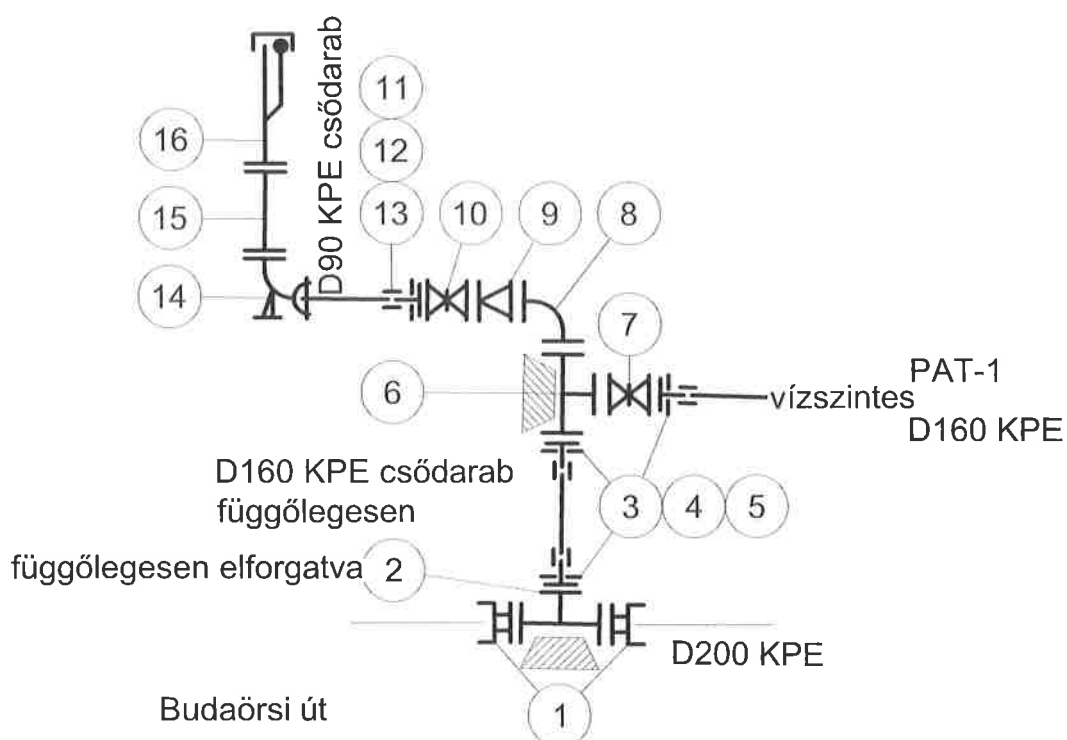 D90 KPE csődarab
11
16
12
15
13
10
9
8
14
7
6
PAT-1
vízszintes
D160 KPE
D160 KPE csődarab
függőlegesen
3
4
5
függőlegesen elforgatva
2
D200 KPE
Budaörsi út
1